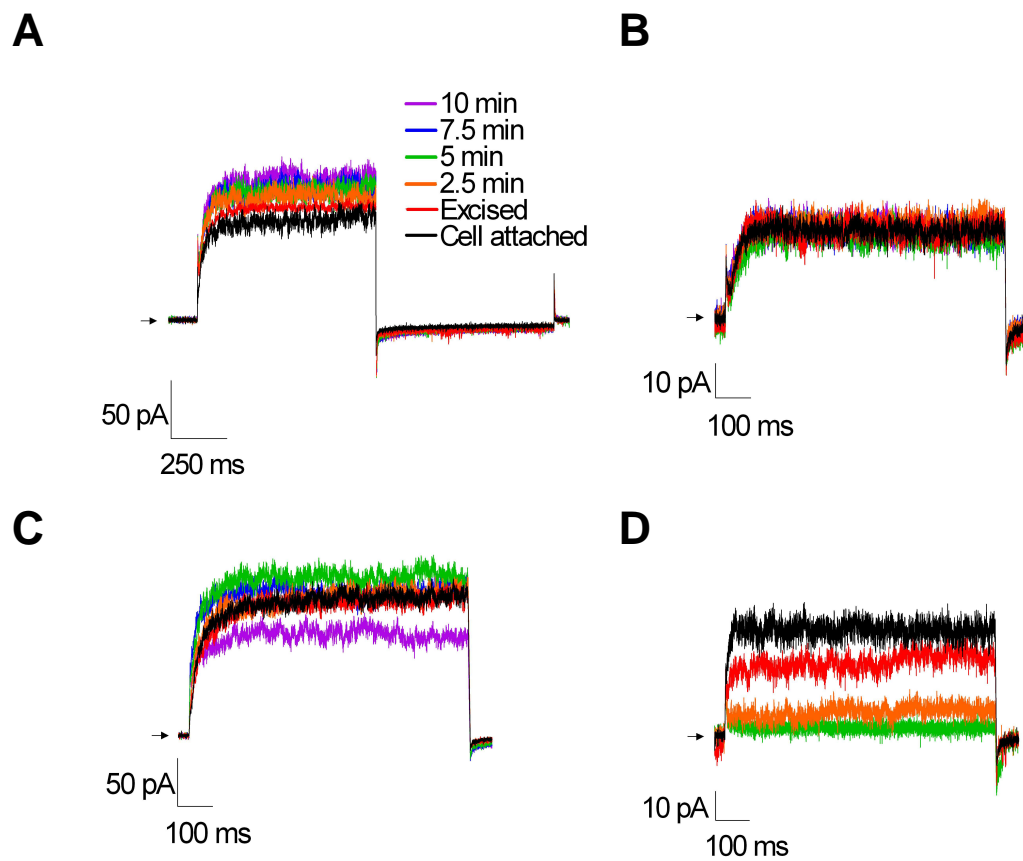 A
B
10 min
7.5 min
5 min
2.5 min
Excised
Cell attached
50 pA
250 ms
10 pA
100 ms
C
D
50 pA
100 ms
10 pA
100 ms